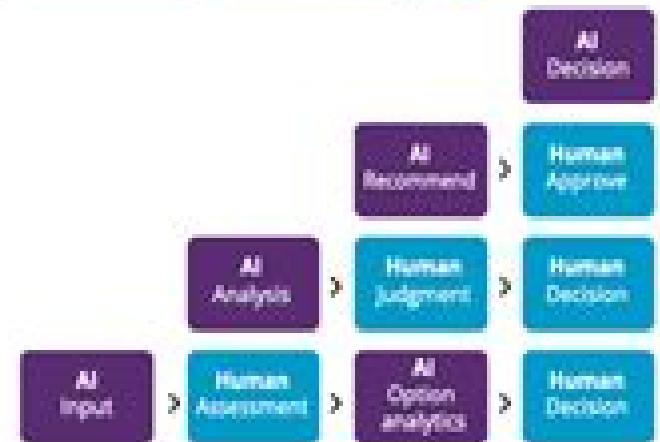 AI
Decision
AI
Recommend
Human
Approve
AI
Analysis
Human
Judgment
Human
Decision
AI
Input
Human
Assessment
AI
Option
analytics
Human
Decision